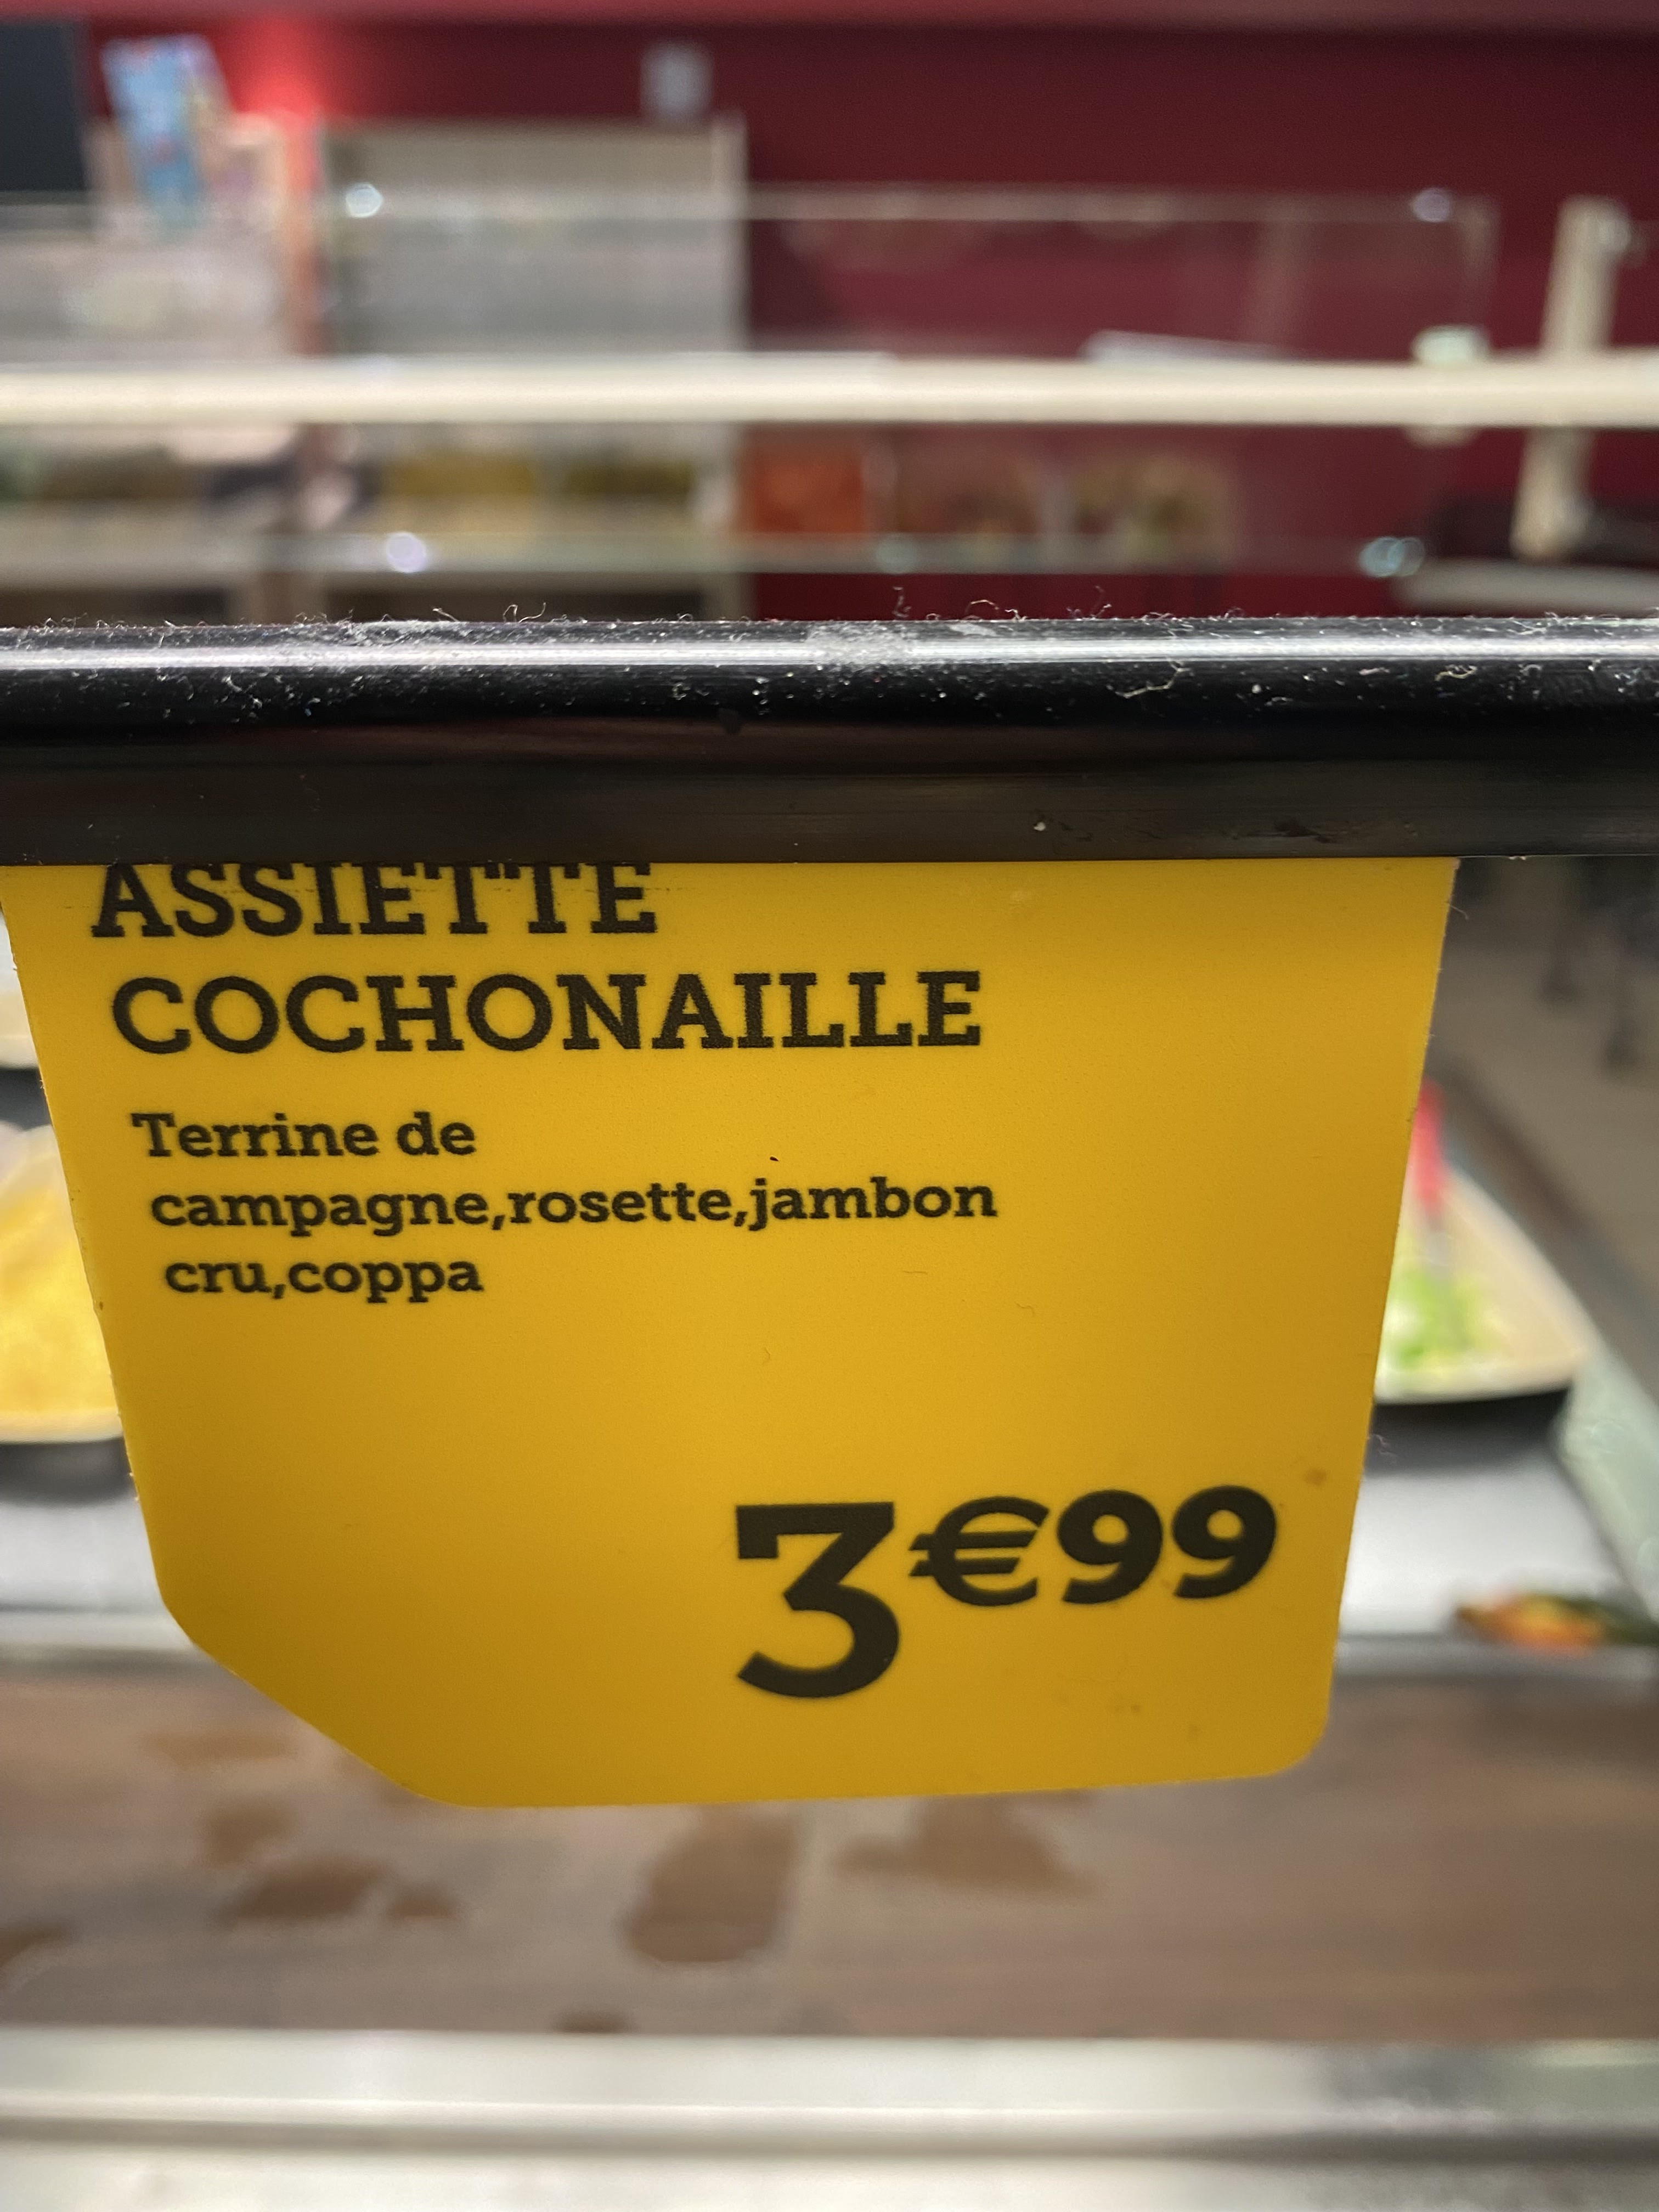 ASSIETTE
COCHONAILLE
Terrine de
campagne,rosette,jambon
cru,coppa
3€99